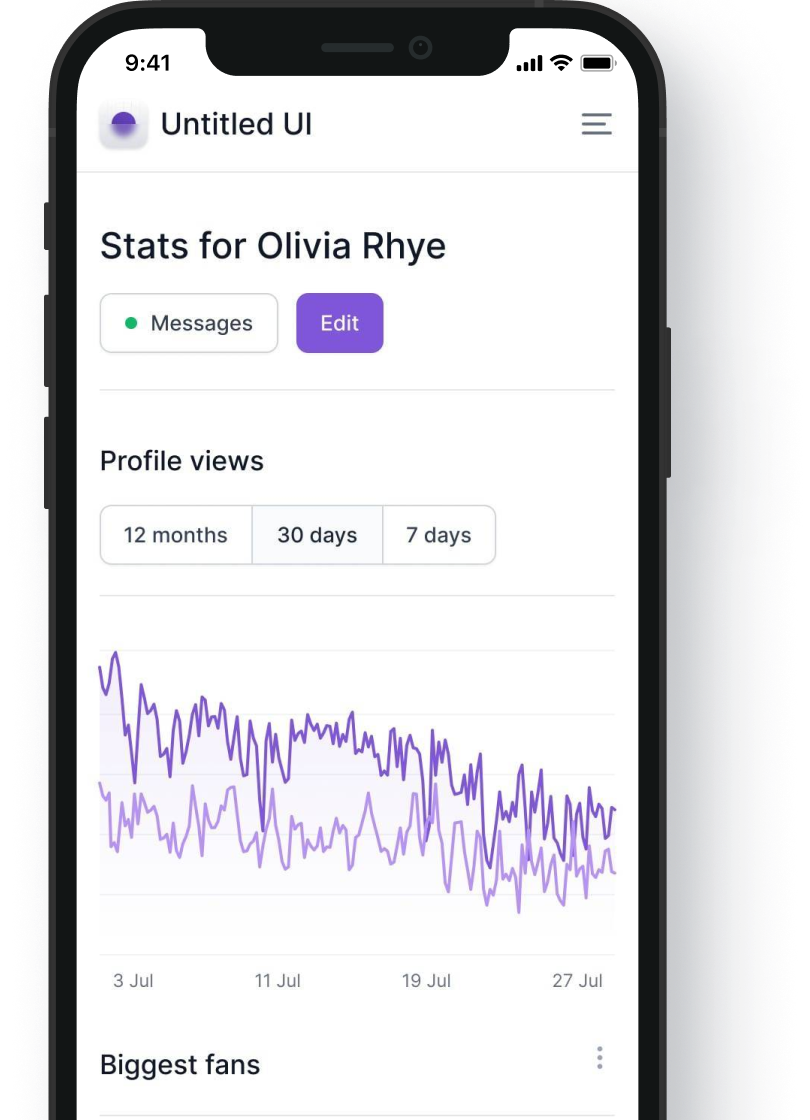 9:41
Untitled UI
Stats for Olivia Rhye
Messages Edit
Profile views
12 months 30 days 7 days
3 Jul 11 Jul 19 Jul 27 Jul
Biggest fans